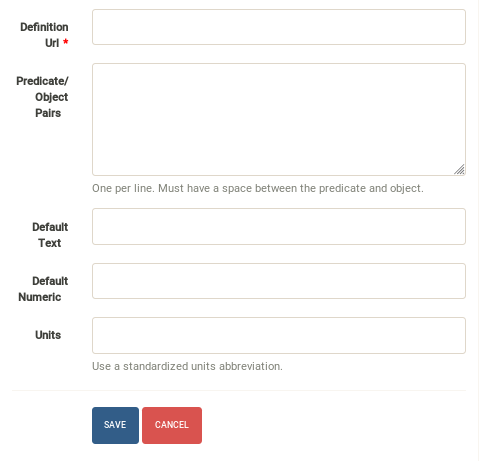 Definition
Url *
Predicate/
Object
Pairs
One per line. Must have a space between the predicate and object.
Default
Text
Default
Numeric
Units
Use a standardized units abbreviation.
SAVE CANCEL